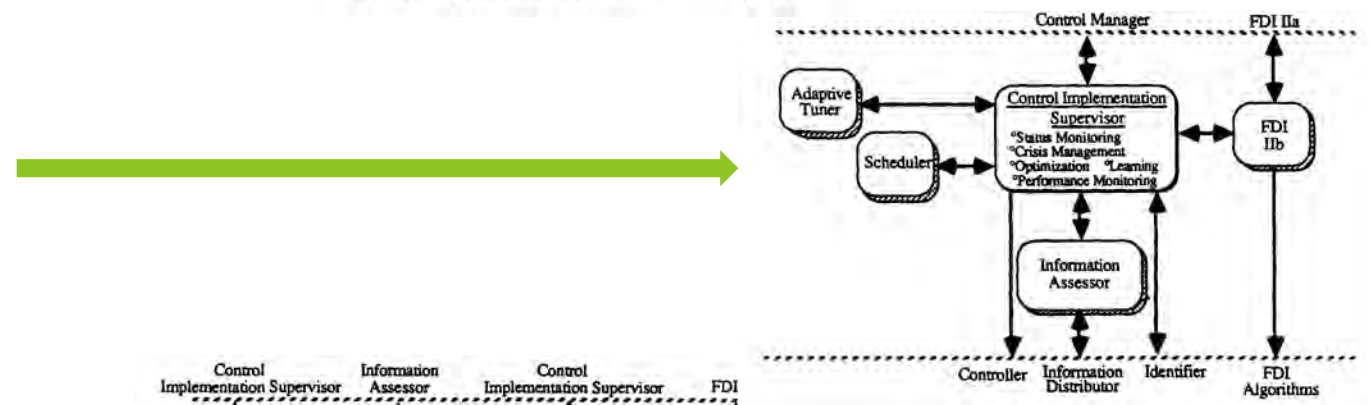 Control Manager
FDI IIa
Adaptive
Tuner
Control Implementation
Supervisor
°Status Monitoring
°Crisis Management
°Optimization °Learning
°Performance Monitoring
FDI
IIb
Scheduler
Information
Assessor
Controller
Information
Distributor
Identifier
FDI
Algorithms
Control
Implementation Supervisor
Information
Assessor
Control
Implementation Supervisor
FDI